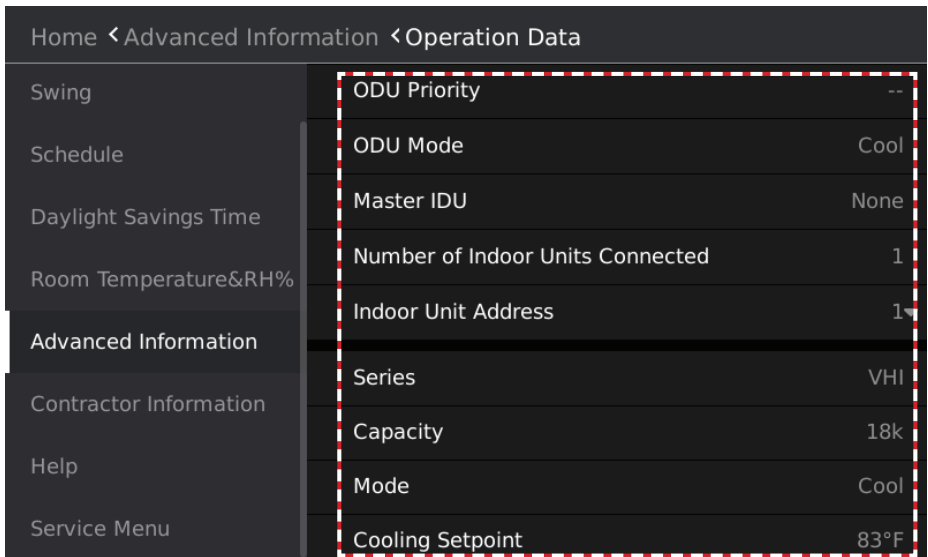 Home < Advanced Information < Operation Data
Swing
Schedule
Daylight Savings Time
Room Temperature&RH%
Advanced Information
Contractor Information
Help
Service Menu
ODU Priority --
ODU Mode Cool
Master IDU None
Number of Indoor Units Connected 1
Indoor Unit Address 1
Series VHI
Capacity 18k
Mode Cool
Cooling Setpoint 83°F